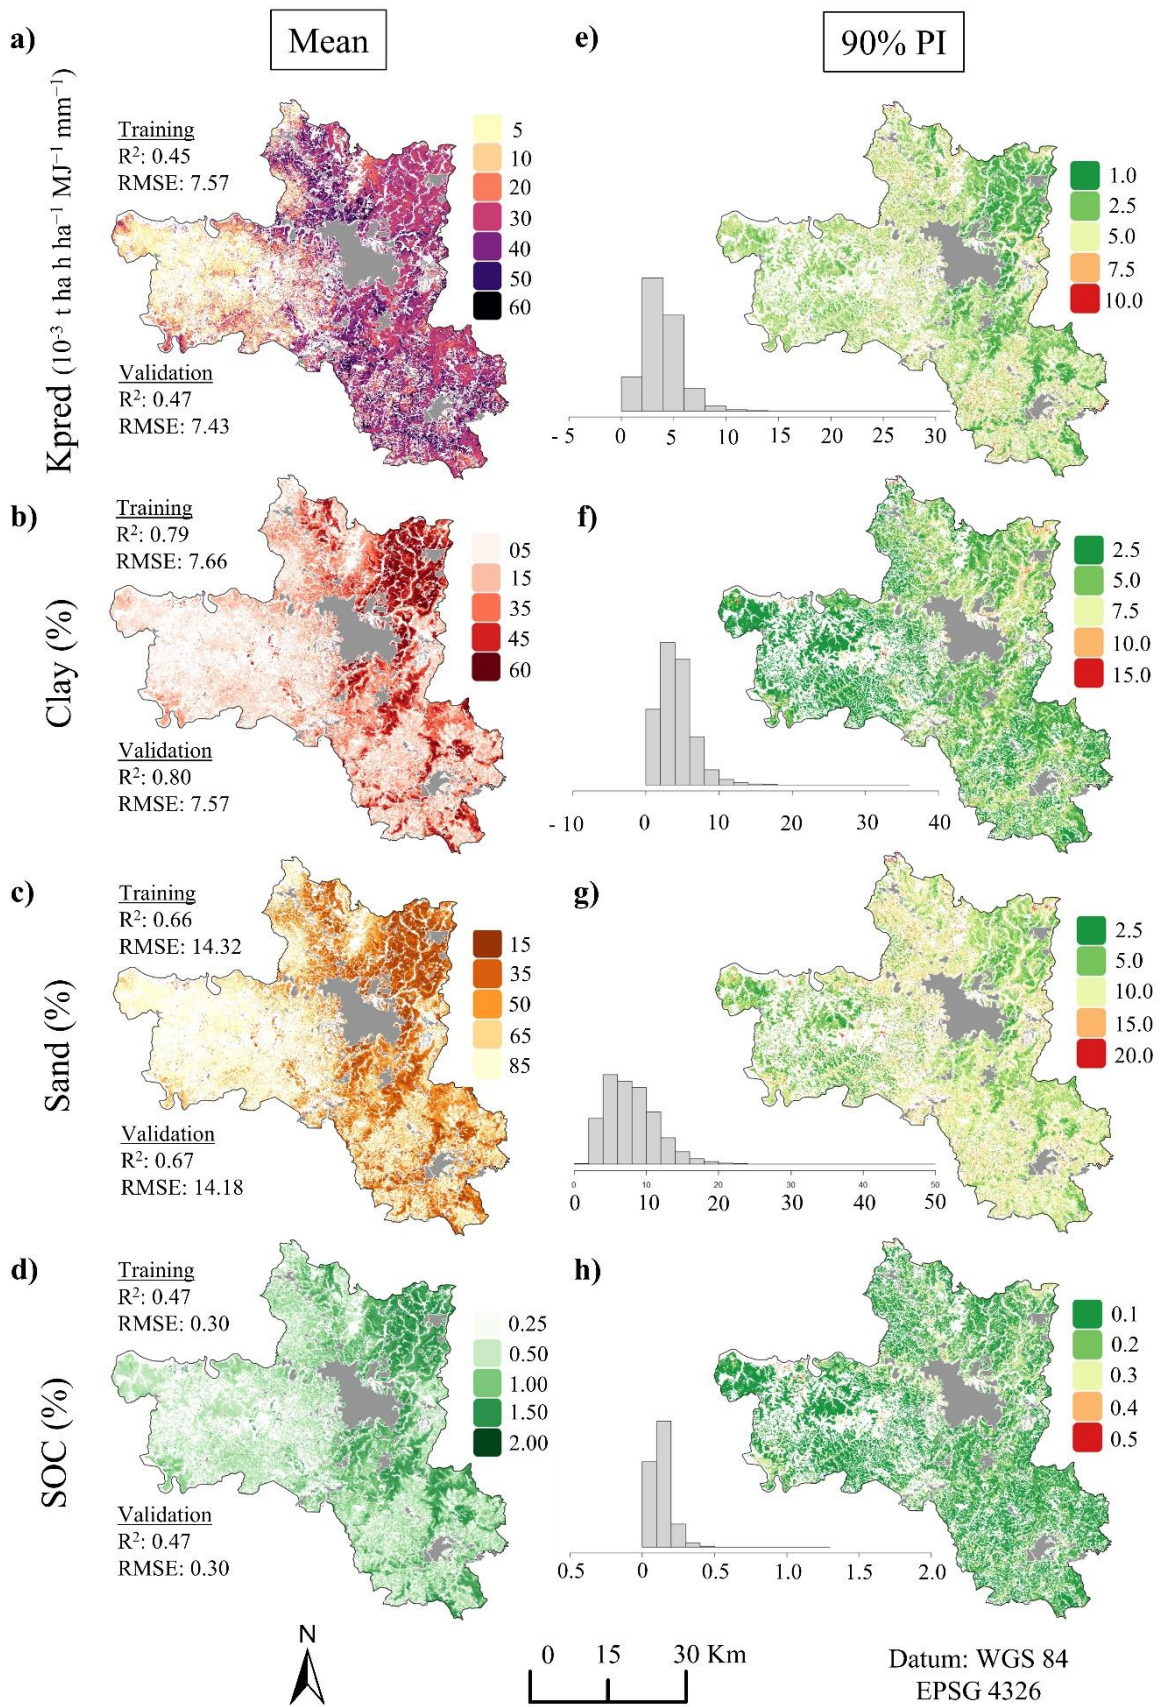 a)
Mean
e)
90% PI
Kpred (10⁻³ t ha h ha⁻¹ MJ⁻¹ mm⁻¹)
Training
R²: 0.45
RMSE: 7.57
Validation
R²: 0.47
RMSE: 7.43
5
10
20
30
40
50
60
1.0
2.5
5.0
7.5
10.0
- 5
0
5
10
15
20
25
30
b)
Clay (%)
Training
R²: 0.79
RMSE: 7.66
Validation
R²: 0.80
RMSE: 7.57
05
15
35
45
60
f)
2.5
5.0
7.5
10.0
15.0
- 10
0
10
20
30
40
c)
Sand (%)
Training
R²: 0.66
RMSE: 14.32
Validation
R²: 0.67
RMSE: 14.18
15
35
50
65
85
g)
2.5
5.0
10.0
15.0
20.0
0
10
20
30
40
50
0
10
20
30
40
50
d)
SOC (%)
Training
R²: 0.47
RMSE: 0.30
Validation
R²: 0.47
RMSE: 0.30
0.25
0.50
1.00
1.50
2.00
h)
0.1
0.2
0.3
0.4
0.5
0.5
0
0.5
1.0
1.5
2.0
N
0 15 30 Km
Datum: WGS 84
EPSG 4326